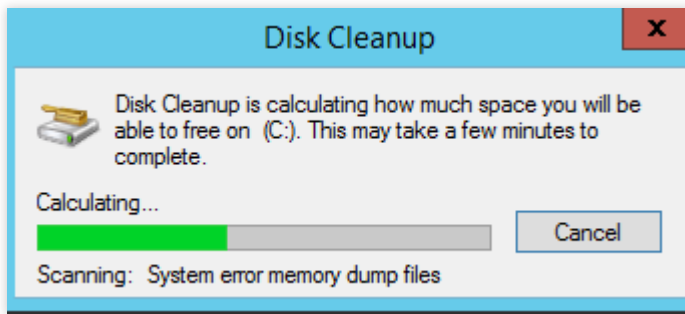 Disk Cleanup
x
Disk Cleanup is calculating how much space you will be
able to free on  (C:). This may take a few minutes to
complete.
Calculating...
Cancel
Scanning:  System error memory dump files